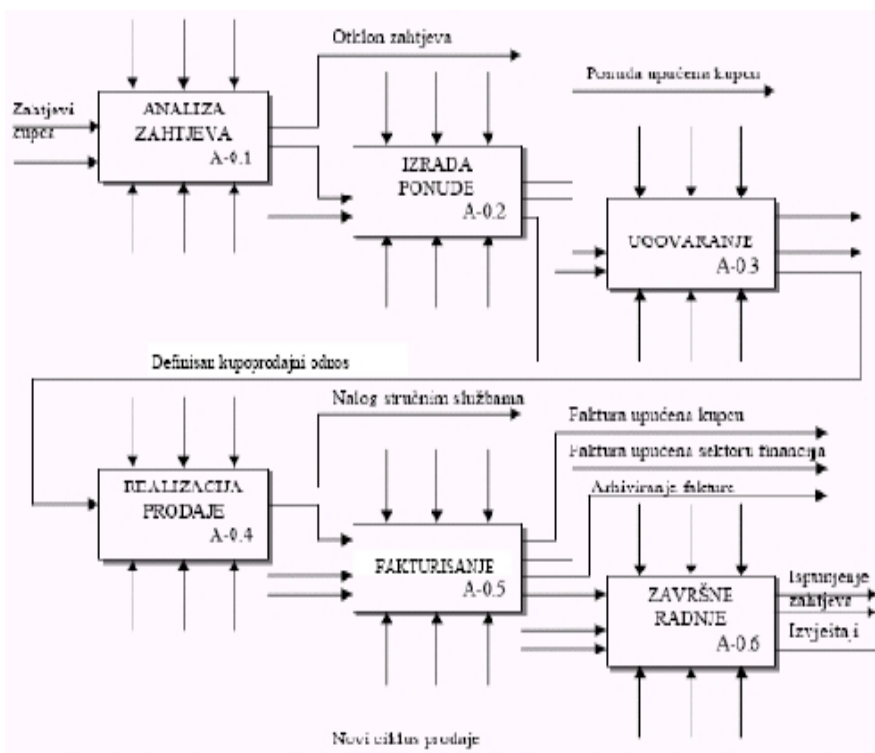 Otklon zahtjeva
Ponuda upućena kupcu
Zahtjevi
kupca
ANALIZA
ZAHTJEVA
A-0.1
IZRADA
PONUDE
A-0.2
UGOVARANJE
A-0.3
Definisan kupoprodajni odnos
Nalog stručnim službama
Faktura upućena kupcu
Faktura upućena sektoru financija
Arhiviranje fakture
REALIZACIJA
PRODAJE
A-0.4
FAKTURISANJE
A-0.5
ZAVRŠNE
RADNJE
A-0.6
Ispunjenje
zahtjeva
Izvještaji
Novi ciklus prodaje